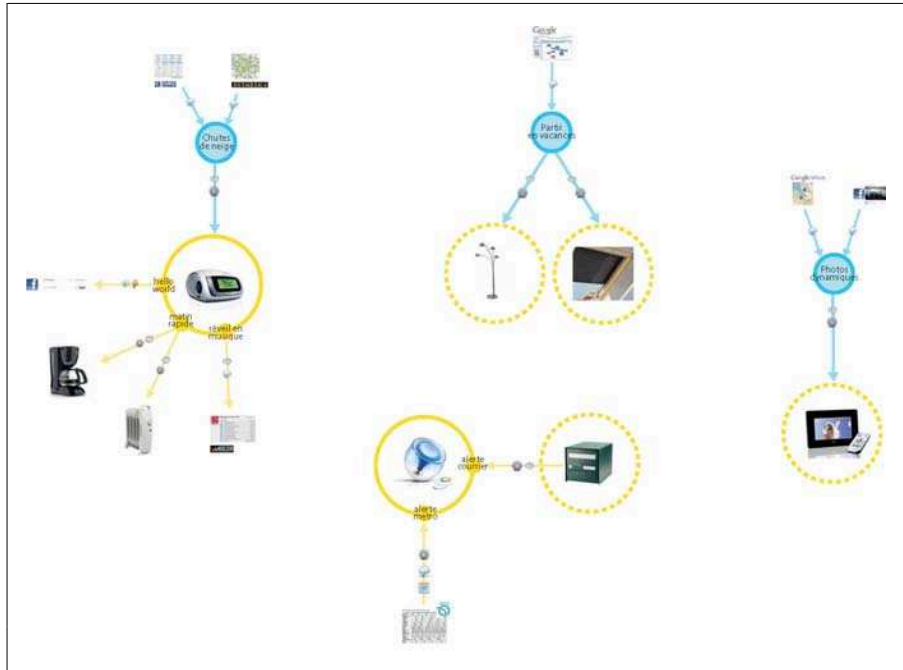 Google
Chutes
de neige
Partir
en vacances
Google
Photos
dynamiques
hello
world
matin
rapide
réveil en
musique
alerte
courrier
alerte
métro